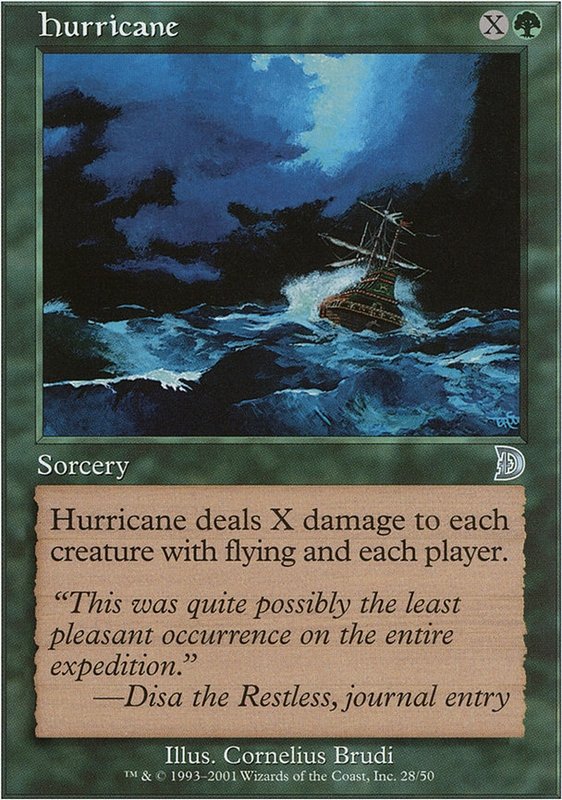 Hurricane
X
Sorcery
D
Hurricane deals X damage to each
creature with flying and each player.
“This was quite possibly the least
pleasant occurrence on the entire
expedition.”
—Disa the Restless, journal entry
Illus. Cornelius Brudi
™ & © 1993–2001 Wizards of the Coast, Inc. 28/50